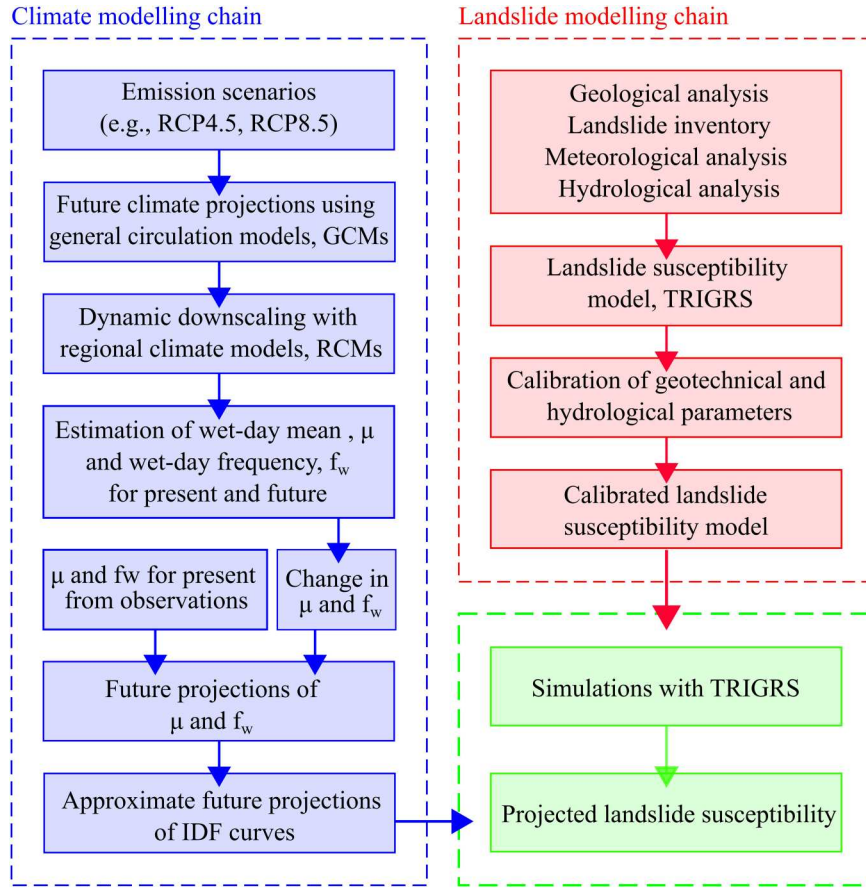 Climate modelling chain
Emission scenarios
(e.g., RCP4.5, RCP8.5)
Future climate projections using
general circulation models, GCMs
Dynamic downscaling with
regional climate models, RCMs
Estimation of wet-day mean , μ
and wet-day frequency, f_w
for present and future
μ and fw for present
from observations
Change in
μ and f_w
Future projections of
μ and f_w
Approximate future projections
of IDF curves
Landslide modelling chain
Geological analysis
Landslide inventory
Meteorological analysis
Hydrological analysis
Landslide susceptibility
model, TRIGRS
Calibration of geotechnical and
hydrological parameters
Calibrated landslide
susceptibility model
Simulations with TRIGRS
Projected landslide susceptibility